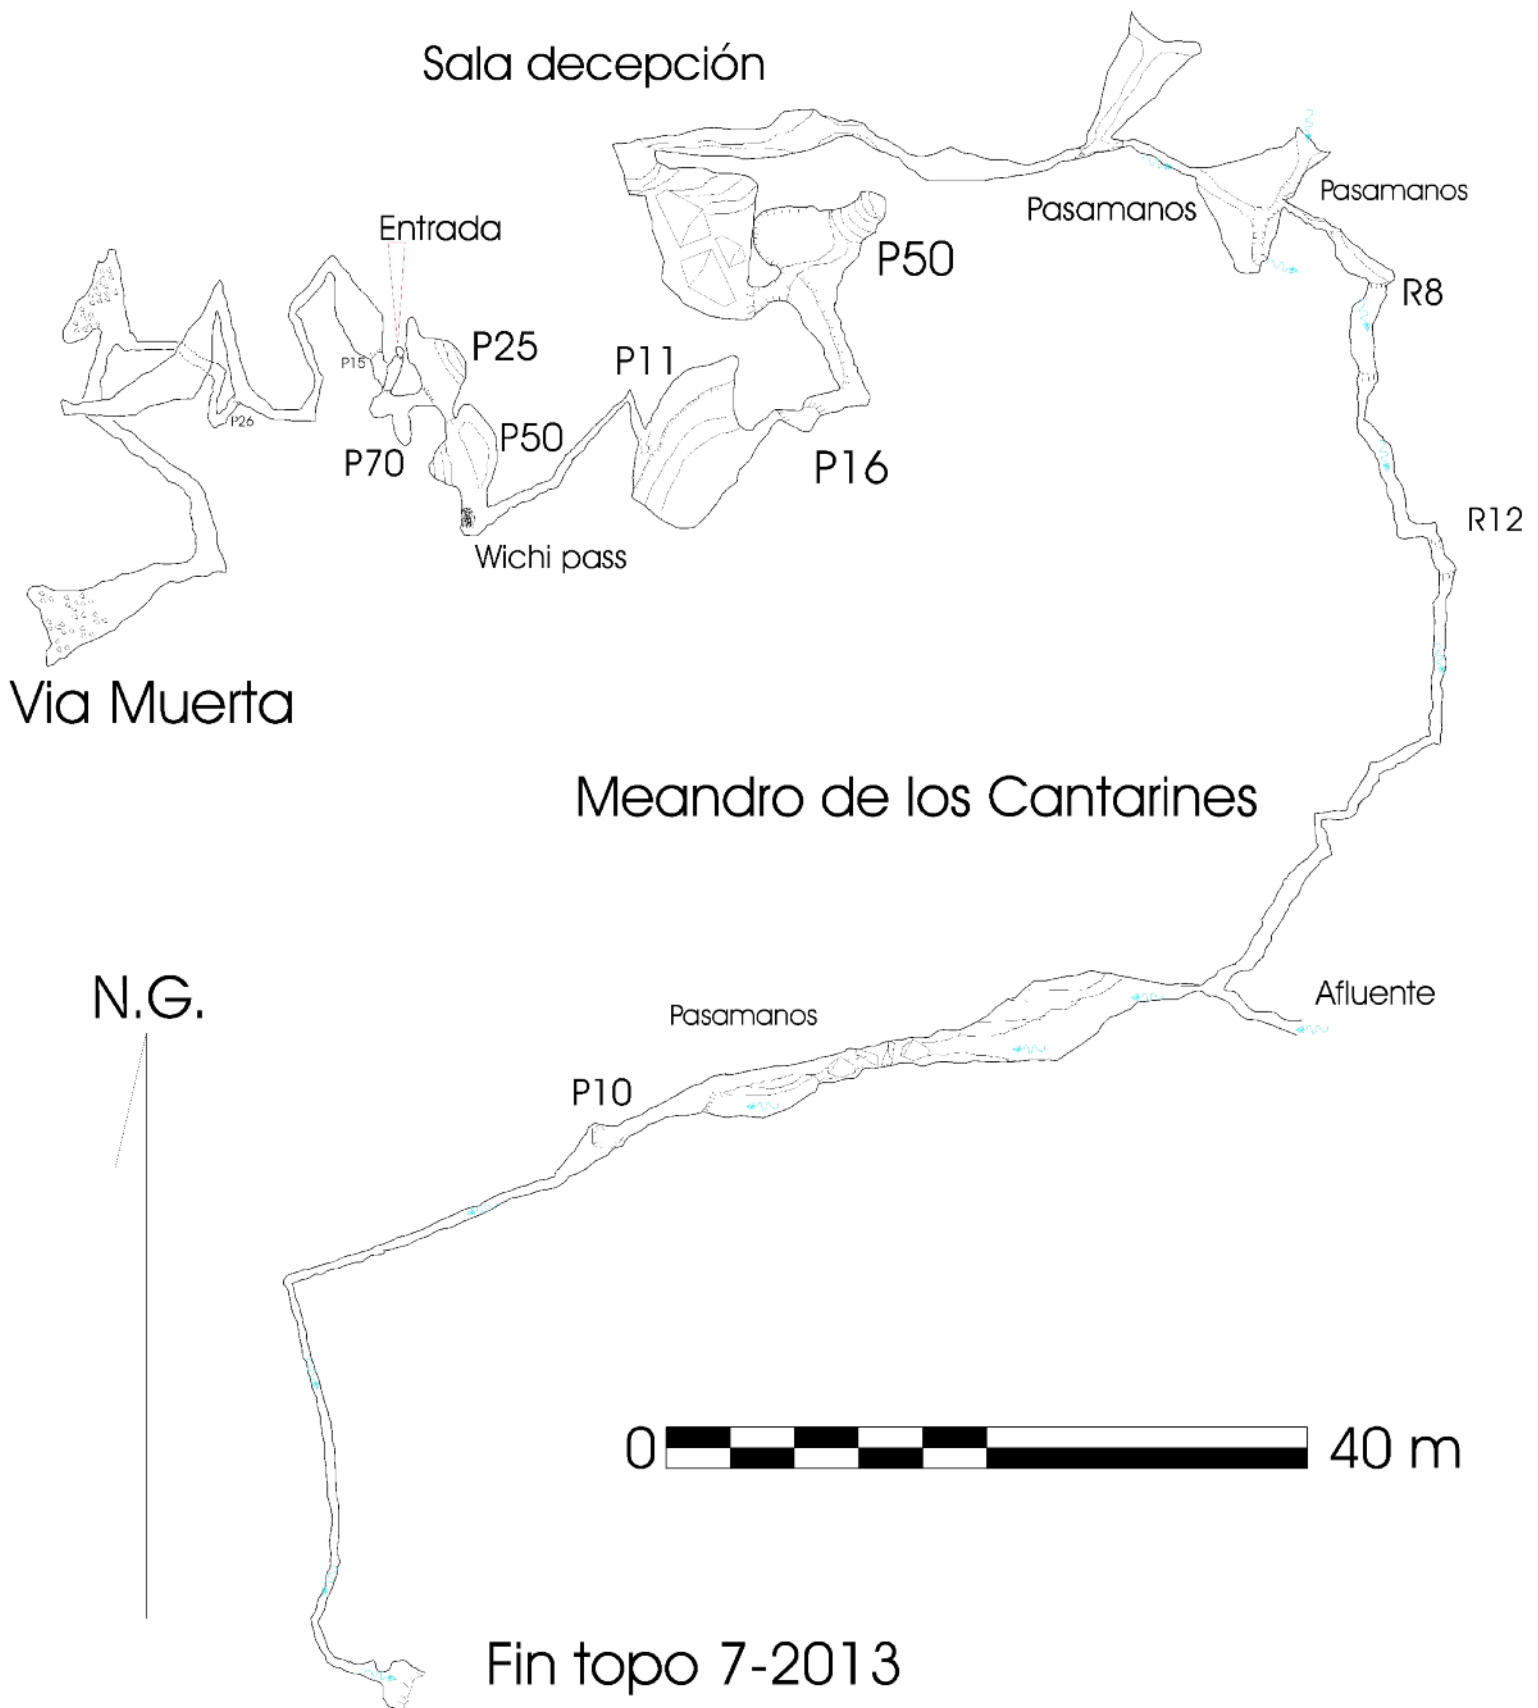 Sala decepción
Pasamanos
Pasamanos
Entrada
P50
R8
P25
P15
P11
P26
P50
P70
P16
R12
Wichi pass
Via Muerta
Meandro de los Cantarines
N.G.
Afluente
Pasamanos
P10
0 40 m
Fin topo 7-2013